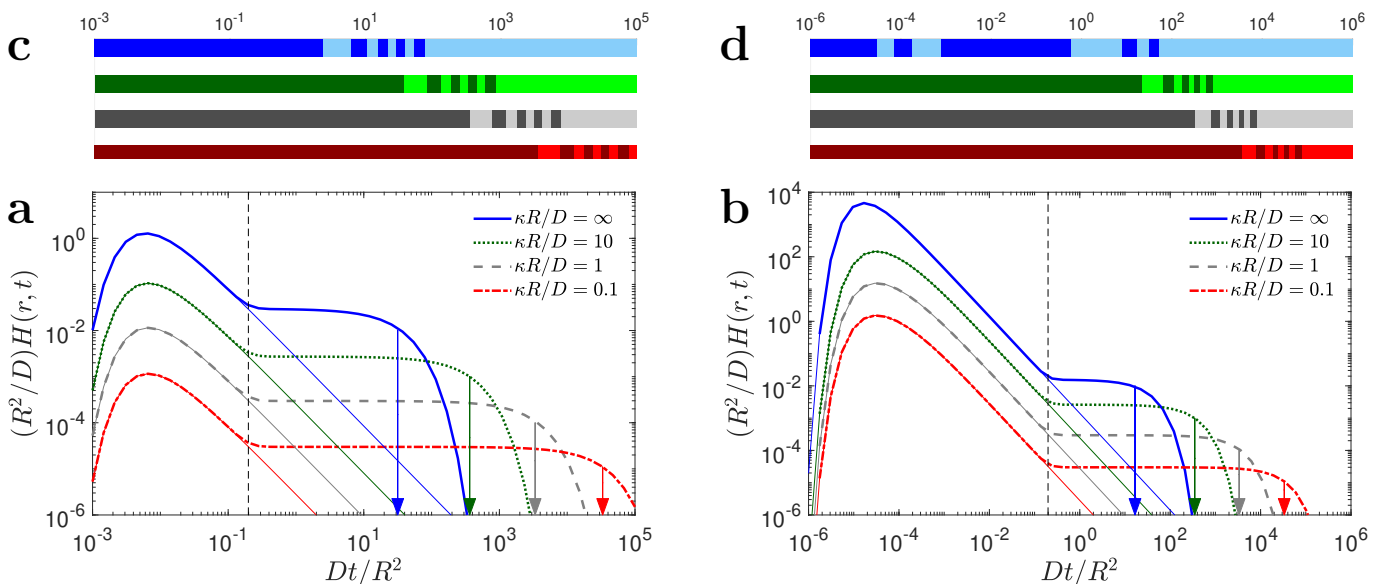 c
10^-3 10^-1 10^1 10^3 10^5
d
10^-6 10^-4 10^-2 10^0 10^2 10^4 10^6
a
(R^2/D)H(r, t)
10^0
10^-2
10^-4
10^-6
κR/D = ∞
κR/D = 10
κR/D = 1
κR/D = 0.1
10^-3 10^-1 10^1 10^3 10^5
Dt/R^2
b
(R^2/D)H(r, t)
10^4
10^2
10^0
10^-2
10^-4
10^-6
κR/D = ∞
κR/D = 10
κR/D = 1
κR/D = 0.1
10^-6 10^-4 10^-2 10^0 10^2 10^4 10^6
Dt/R^2